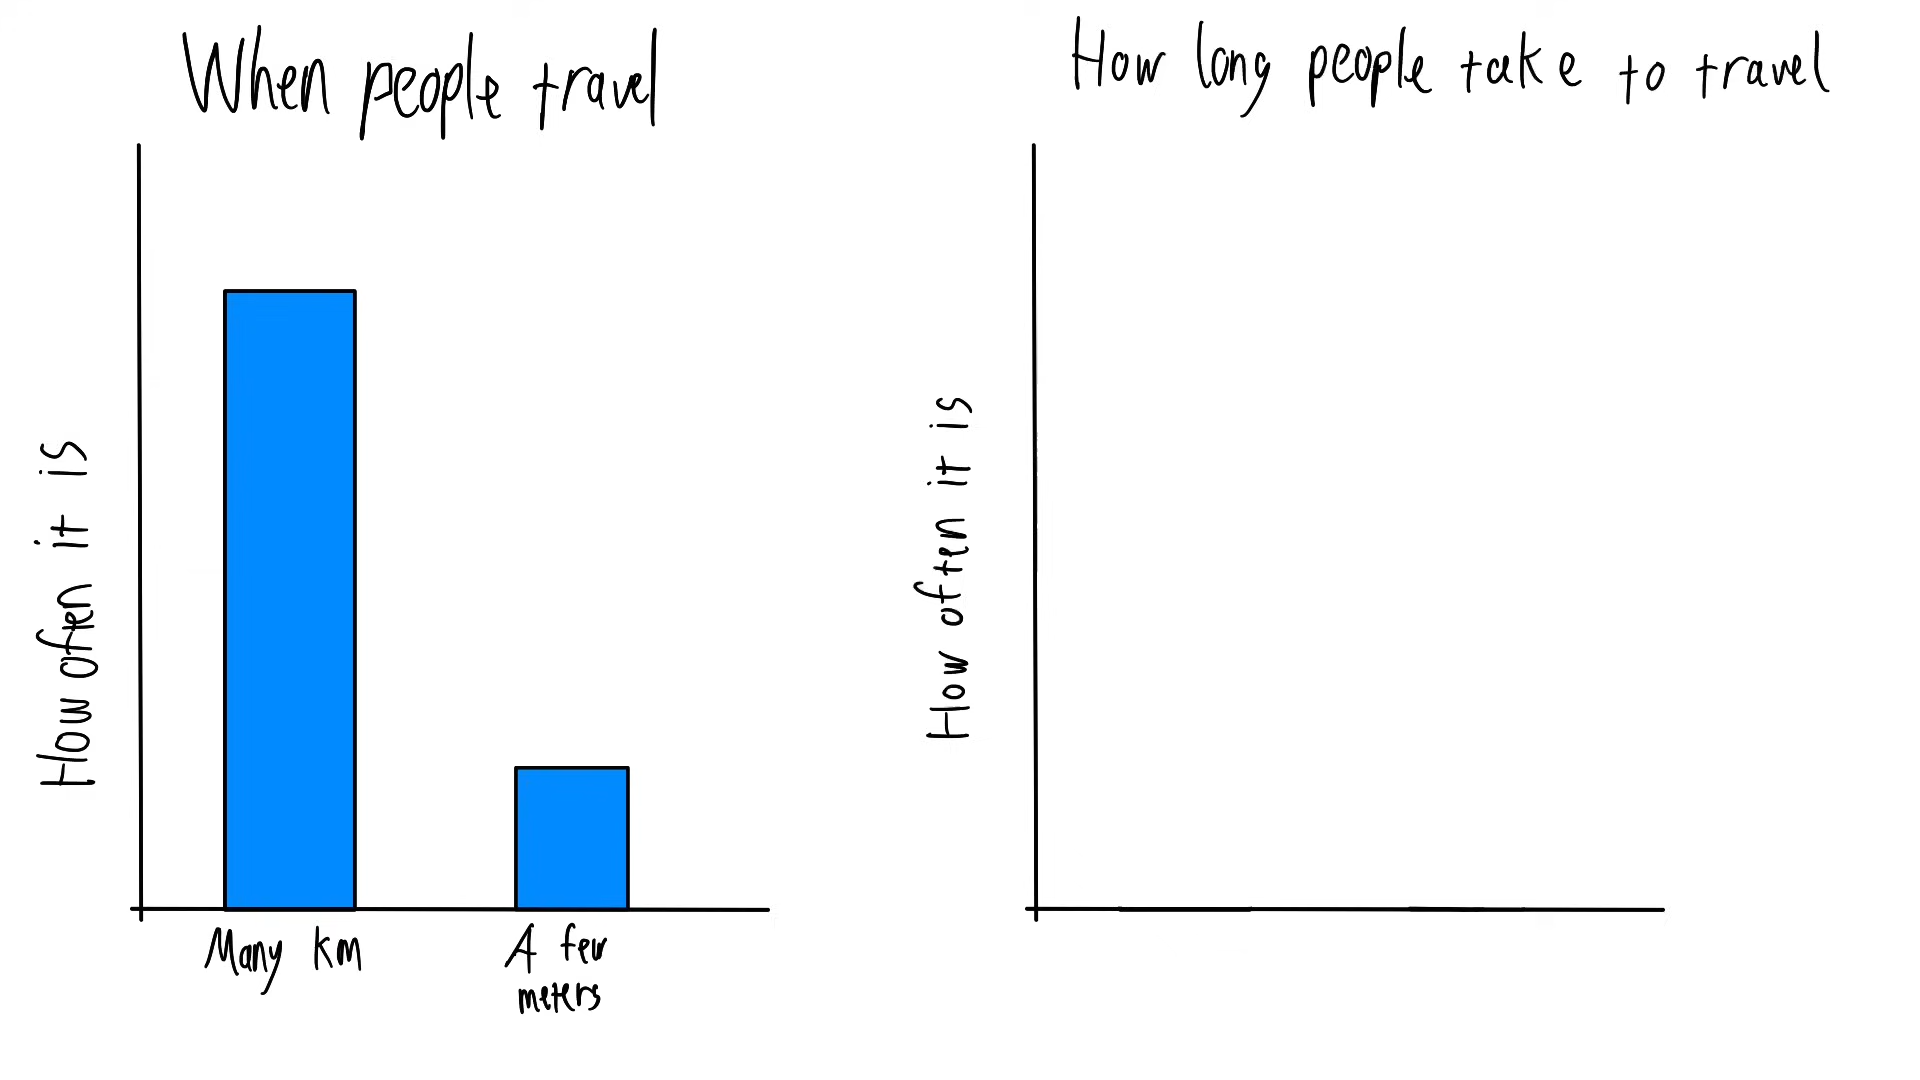 When people travel
How often it is
Many km
A few
meters
How long people take to travel
How often it is